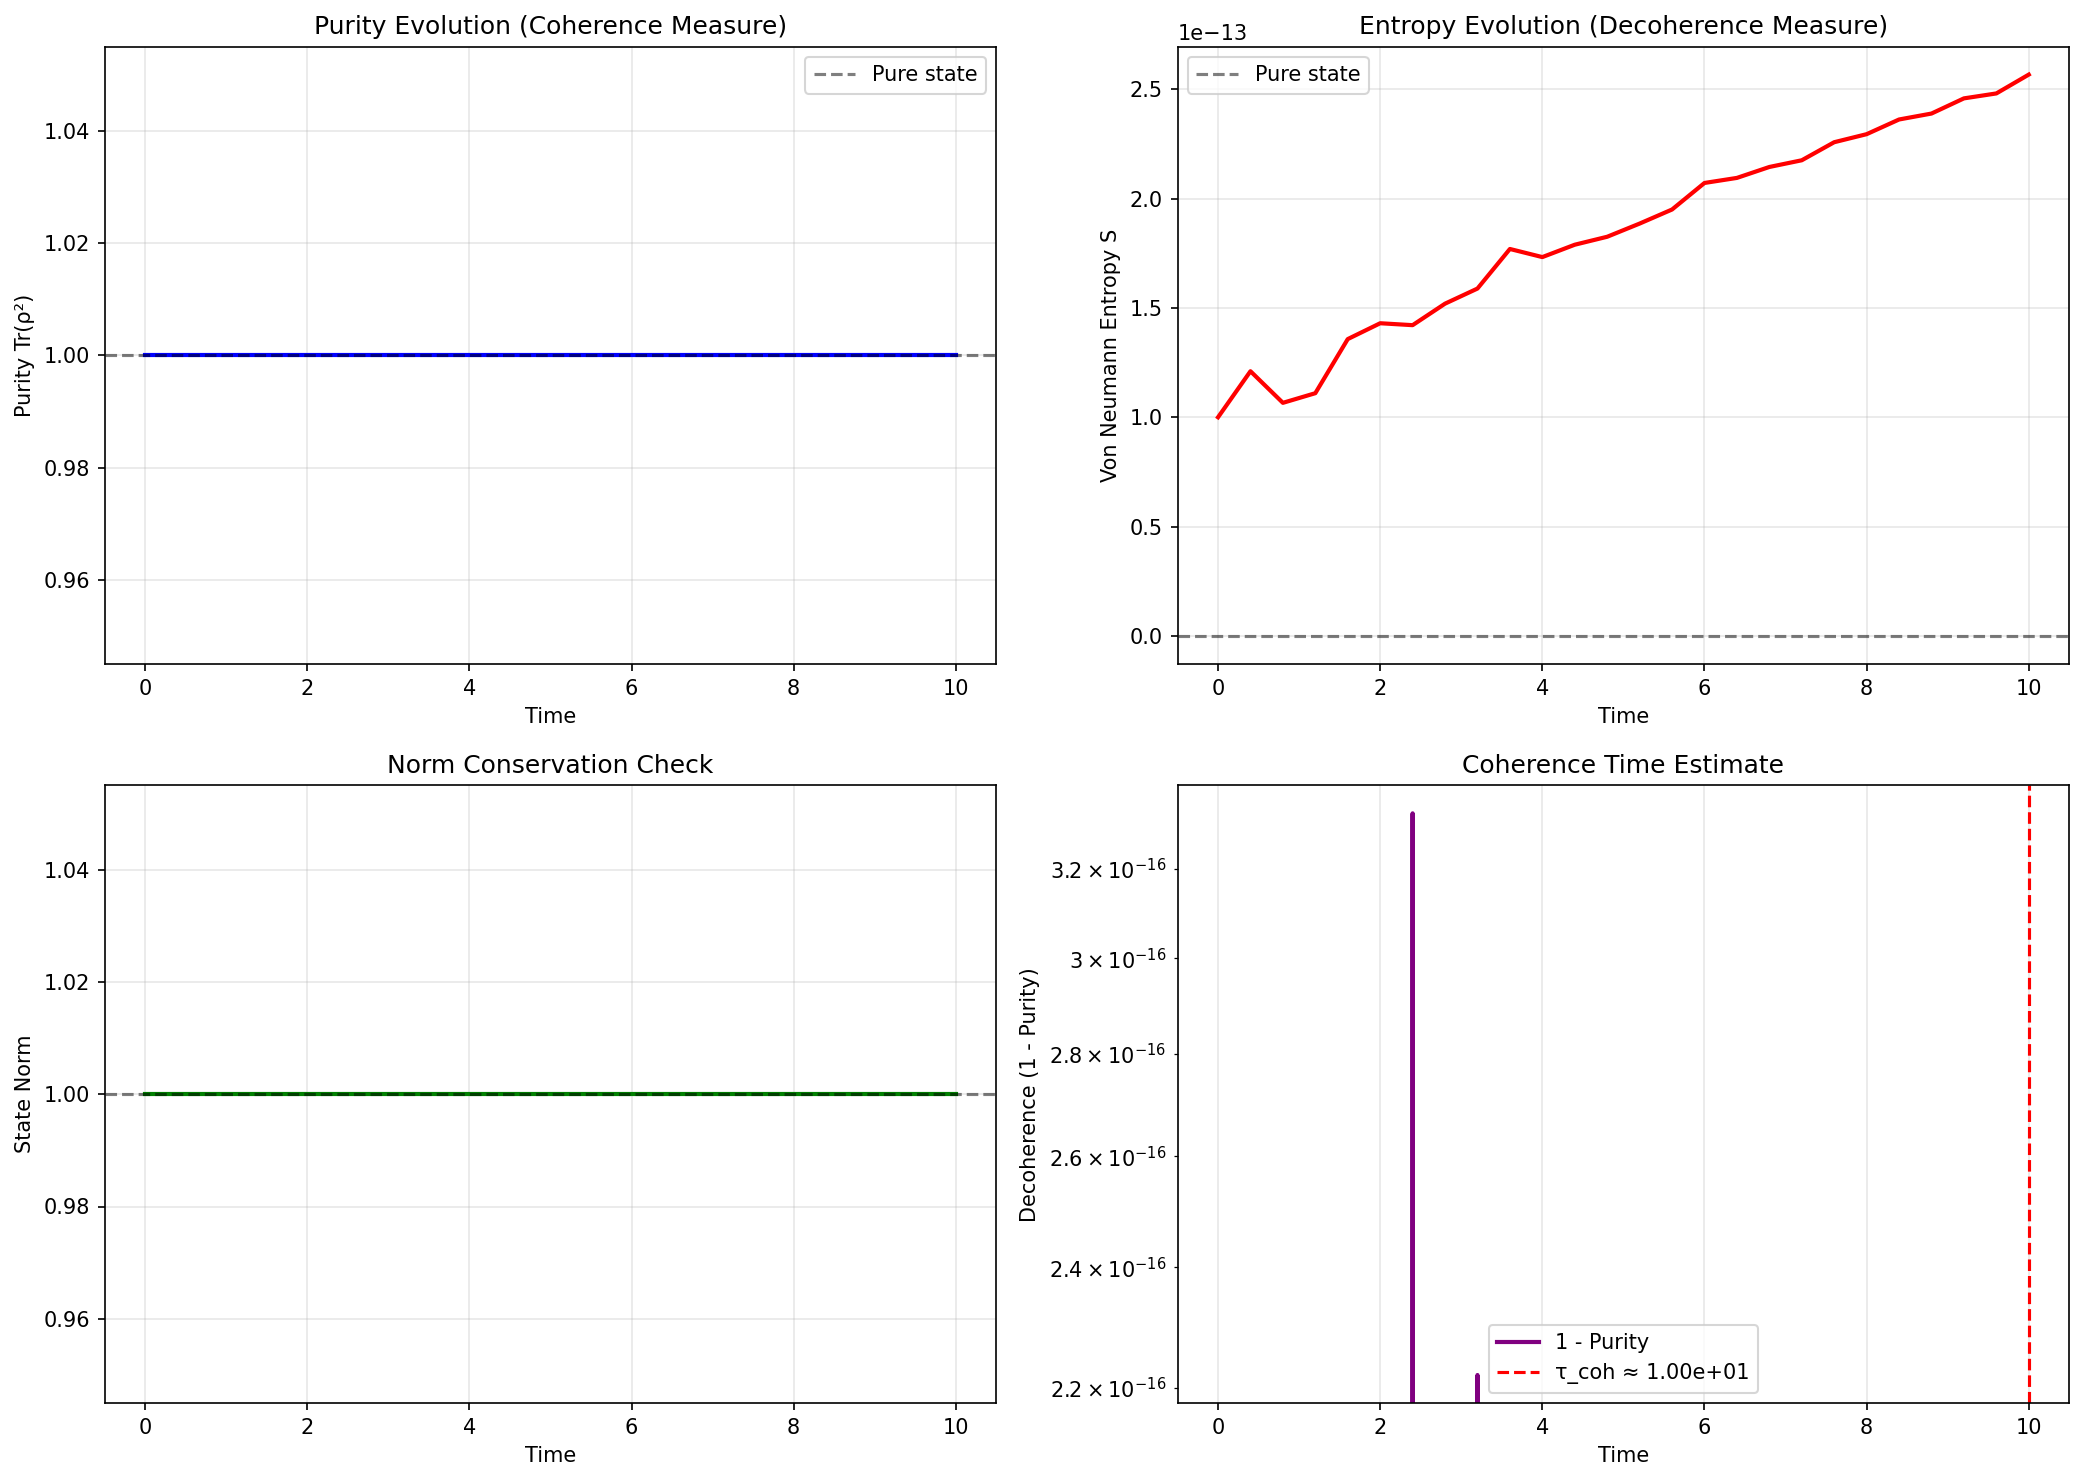 Purity Evolution (Coherence Measure)
Purity Tr(ρ²)
1.04
1.02
1.00
0.98
0.96
Pure state
0 2 4 6 8 10
Time
Entropy Evolution (Decoherence Measure)
1e−13
Von Neumann Entropy S
2.5
2.0
1.5
1.0
0.5
0.0
Pure state
0 2 4 6 8 10
Time
Norm Conservation Check
State Norm
1.04
1.02
1.00
0.98
0.96
0 2 4 6 8 10
Time
Coherence Time Estimate
Decoherence (1 - Purity)
3.2 × 10⁻¹⁶
3 × 10⁻¹⁶
2.8 × 10⁻¹⁶
2.6 × 10⁻¹⁶
2.4 × 10⁻¹⁶
2.2 × 10⁻¹⁶
1 - Purity
τ_coh ≈ 1.00e+01
0 2 4 6 8 10
Time